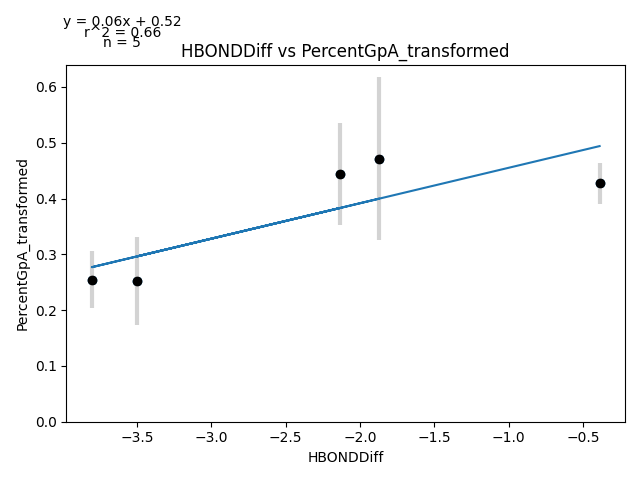 y = 0.06x + 0.52
r^2 = 0.66
n = 5
HBONDDiff vs PercentGpA_transformed
PercentGpA_transformed
0.6
0.5
0.4
0.3
0.2
0.1
0.0
−3.5 −3.0 −2.5 −2.0 −1.5 −1.0 −0.5
HBONDDiff